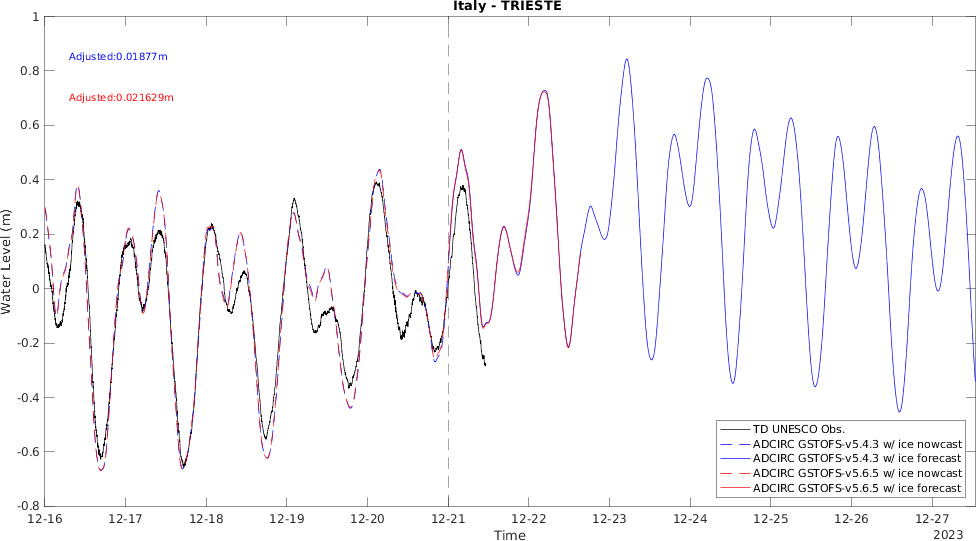 Italy - TRIESTE
Adjusted:0.01877m
Adjusted:0.021629m
Water Level (m)
1
0.8
0.6
0.4
0.2
0
-0.2
-0.4
-0.6
-0.8
TD UNESCO Obs.
ADCIRC GSTOFS-v5.4.3 w/ ice nowcast
ADCIRC GSTOFS-v5.4.3 w/ ice forecast
ADCIRC GSTOFS-v5.6.5 w/ ice nowcast
ADCIRC GSTOFS-v5.6.5 w/ ice forecast
12-16 12-17 12-18 12-19 12-20 12-21 12-22 12-23 12-24 12-25 12-26 12-27
Time
2023